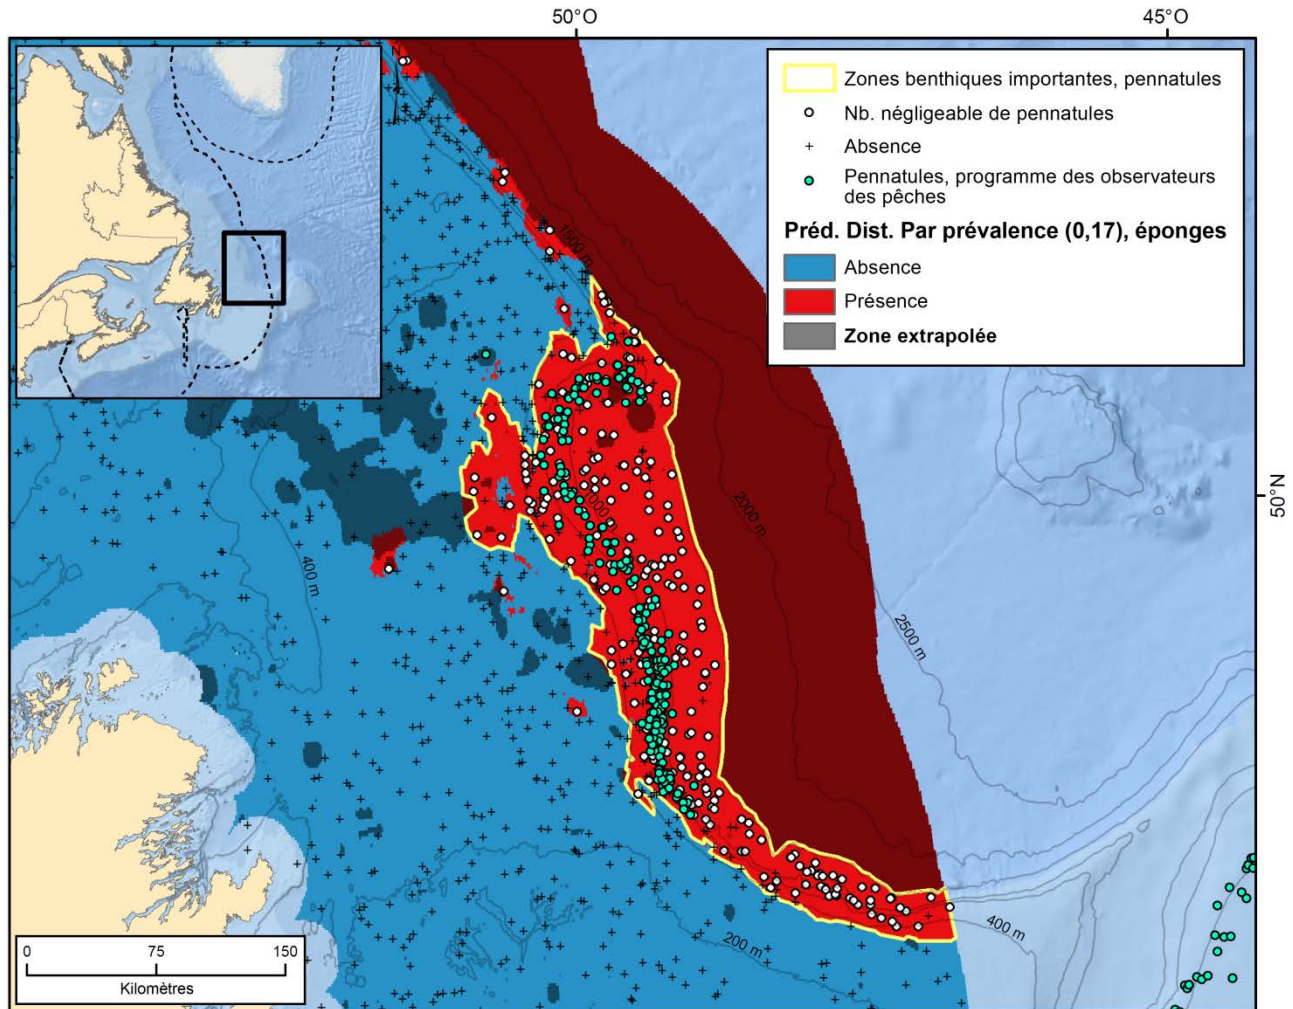 50°O
45°O
Zones benthiques importantes, pennatules
Nb. négligeable de pennatules
Absence
Pennatules, programme des observateurs
des pêches
Préd. Dist. Par prévalence (0,17), éponges
Absence
Présence
Zone extrapolée
1500 m
50°N
1000 m
2000 m
400 m
2500 m
400 m
200 m
0
75
150
Kilomètres